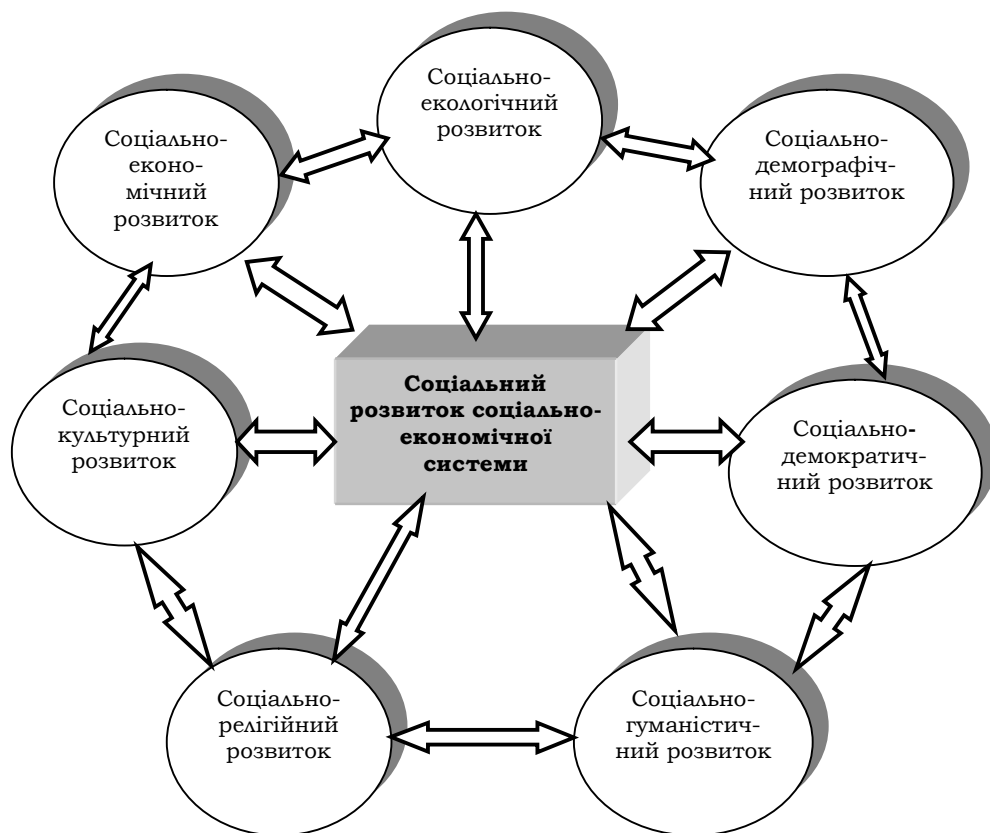 Соціально-
екологічний
розвиток
Соціально-
еконо-
мічний
розвиток
Соціально-
демографіч-
ний розвиток
Соціальний
розвиток соціально-
економічної
системи
Соціально-
культурний
розвиток
Соціально-
демократич-
ний розвиток
Соціально-
релігійний
розвиток
Соціально-
гуманістич-
ний розвиток